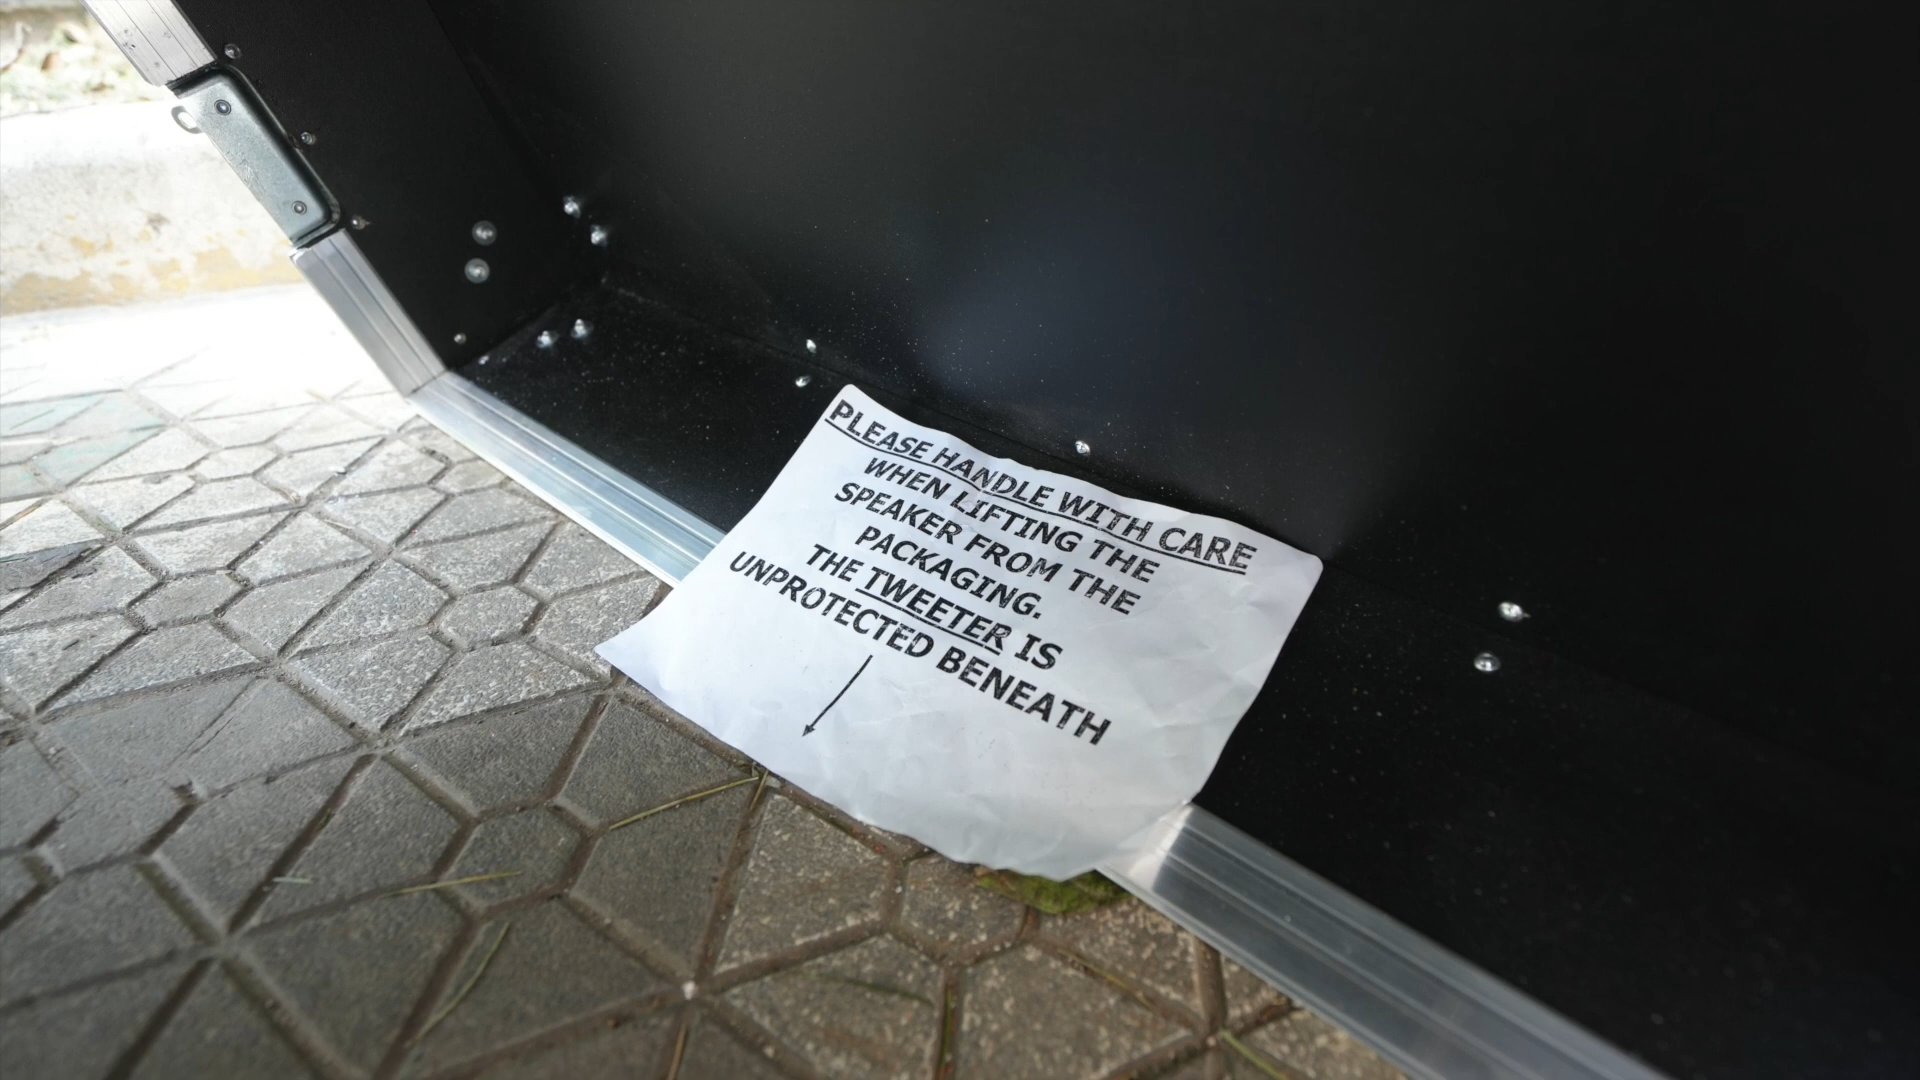 PLEASE HANDLE WITH CARE
WHEN LIFTING THE
SPEAKER FROM THE
PACKAGING.
THE TWEETER IS
UNPROTECTED BENEATH